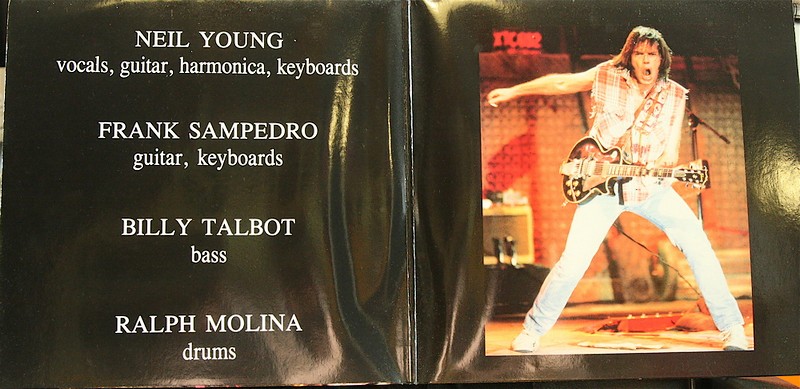 NEIL YOUNG
vocals, guitar, harmonica, keyboards
FRANK SAMPEDRO
guitar, keyboards
BILLY TALBOT
bass
RALPH MOLINA
drums